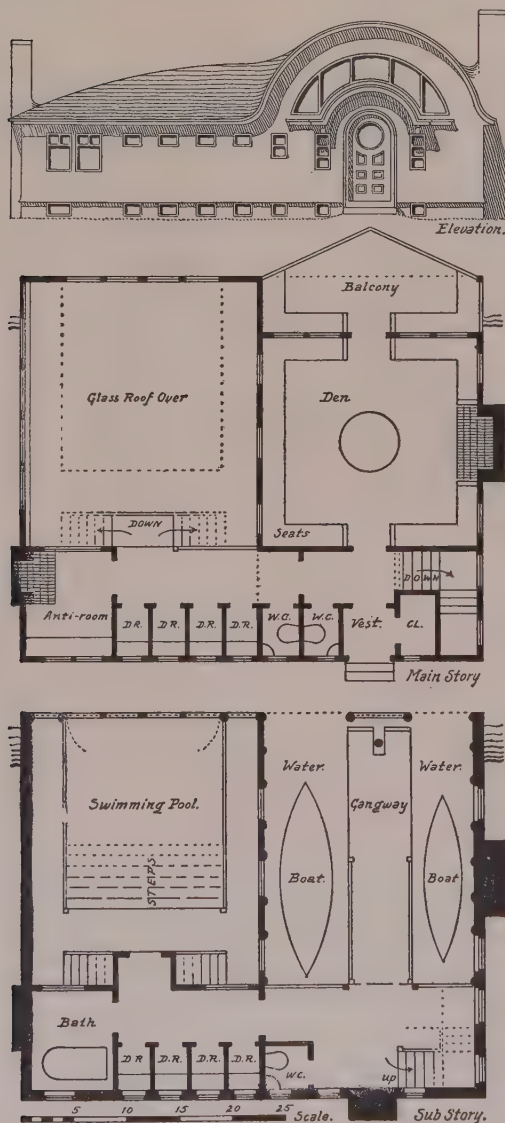 Elevation.
Balcony
Glass Roof Over
Den
DOWN
Seats
DOWN
Anti-room
D.R. D.R. D.R. D.R. W.C. W.C. Vest. CL.
Main Story
Water. Water.
Swimming Pool. Gangway
STEPS
Boat. Boat
Bath
D R D.R. D.R. D.R. W.C. up
5 10 15 20 25 Scale. Sub Story.